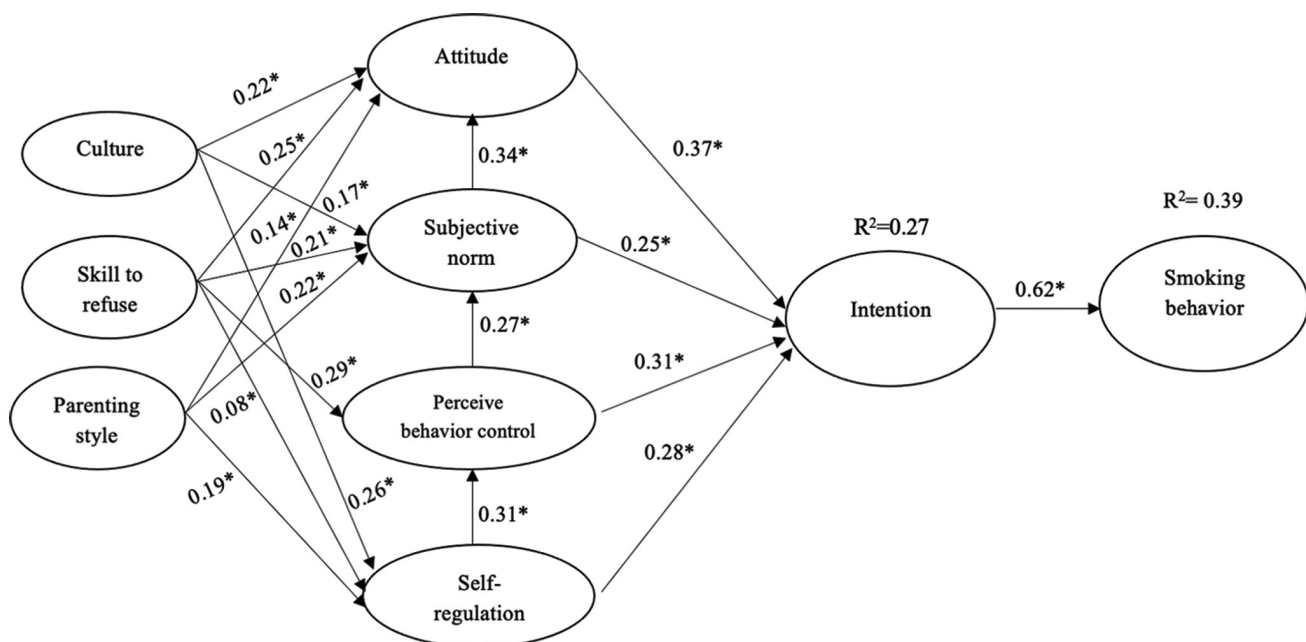 Attitude
0.22*
Culture
0.25*
0.34*
0.37*
0.17*
0.14*
Subjective
norm
0.21*
0.25*
R²=0.27
R²= 0.39
Skill to
refuse
0.22*
Intention
0.62*
Smoking
behavior
0.27*
0.29*
0.31*
Parenting
style
0.08*
Perceive
behavior control
0.28*
0.19*
0.26*
0.31*
Self-
regulation